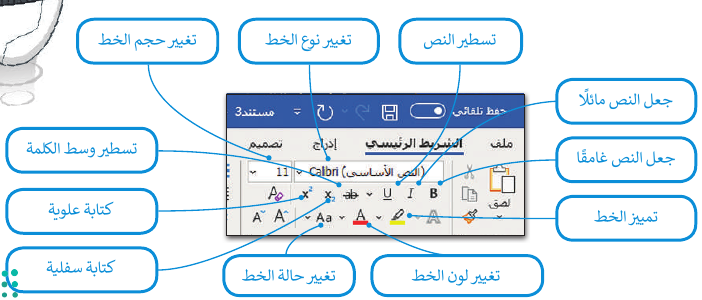 تسطير النص
تغيير نوع الخط
تغيير حجم الخط
جعل النص مائلًا
حفظ تلقائي
مستند3
ملف
الشريط الرئيسي
إدراج
تصميم
تسطير وسط الكلمة
جعل النص غامقًا
Calibri (النص الأساسي)
11
لصق
B
I
U
ab
x₂
x²
A
كتابة علوية
تمييز الخط
A
A
Aa
A^
Aˇ
كتابة سفلية
تغيير لون الخط
تغيير حالة الخط